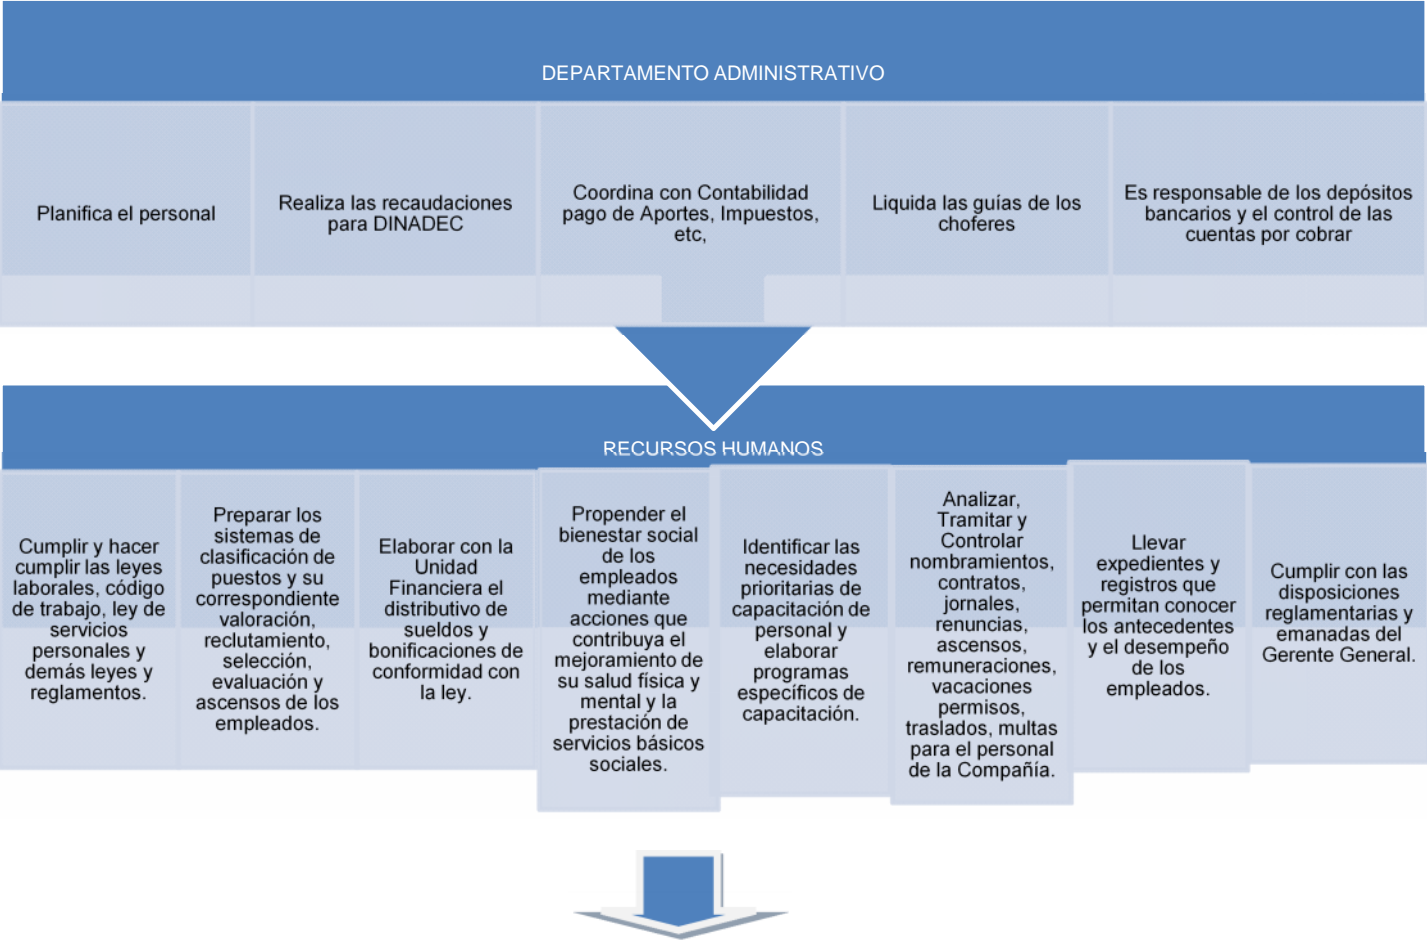 DEPARTAMENTO ADMINISTRATIVO
Planifica el personal
Realiza las recaudaciones
para DINADEC
Coordina con Contabilidad
pago de Aportes, Impuestos,
etc,
Liquida las guías de los
choferes
Es responsable de los depósitos
bancarios y el control de las
cuentas por cobrar
RECURSOS HUMANOS
Cumplir y hacer
cumplir las leyes
laborales, código
de trabajo, ley de
servicios
personales y
demás leyes y
reglamentos.
Preparar los
sistemas de
clasificación de
puestos y su
correspondiente
valoración,
reclutamiento,
selección,
evaluación y
ascensos de los
empleados.
Elaborar con la
Unidad
Financiera el
distributivo de
sueldos y
bonificaciones de
conformidad con
la ley.
Propender el
bienestar social
de los
empleados
mediante
acciones que
contribuya el
mejoramiento de
su salud física y
mental y la
prestación de
servicios básicos
sociales.
Identificar las
necesidades
prioritarias de
capacitación de
personal y
elaborar
programas
específicos de
capacitación.
Analizar,
Tramitar y
Controlar
nombramientos,
contratos,
jornales,
renuncias,
ascensos,
remuneraciones,
vacaciones
permisos,
traslados, multas
para el personal
de la Compañía.
Llevar
expedientes y
registros que
permitan conocer
los antecedentes
y el desempeño
de los
empleados.
Cumplir con las
disposiciones
reglamentarias y
emanadas del
Gerente General.